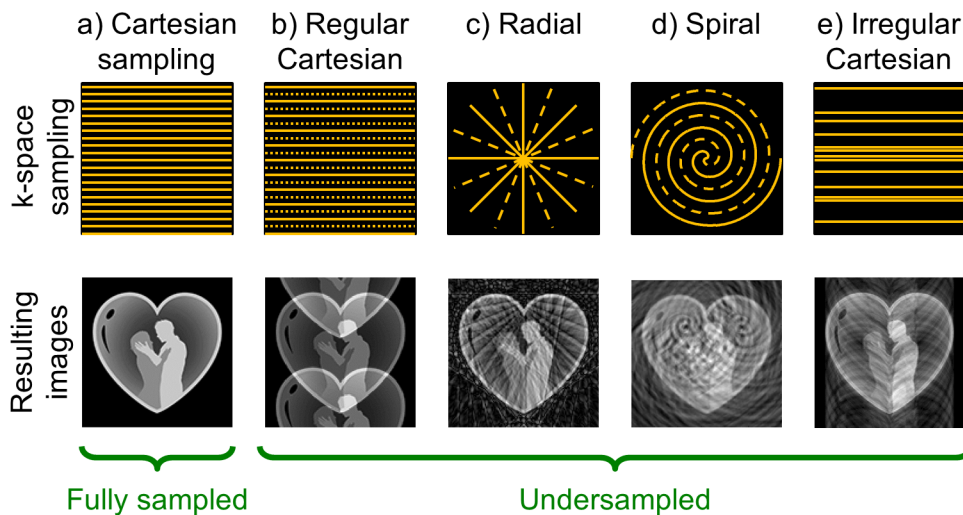 a) Cartesian
sampling
b) Regular
Cartesian
c) Radial
d) Spiral
e) Irregular
Cartesian
k-space
sampling
Resulting
images
Fully sampled
Undersampled